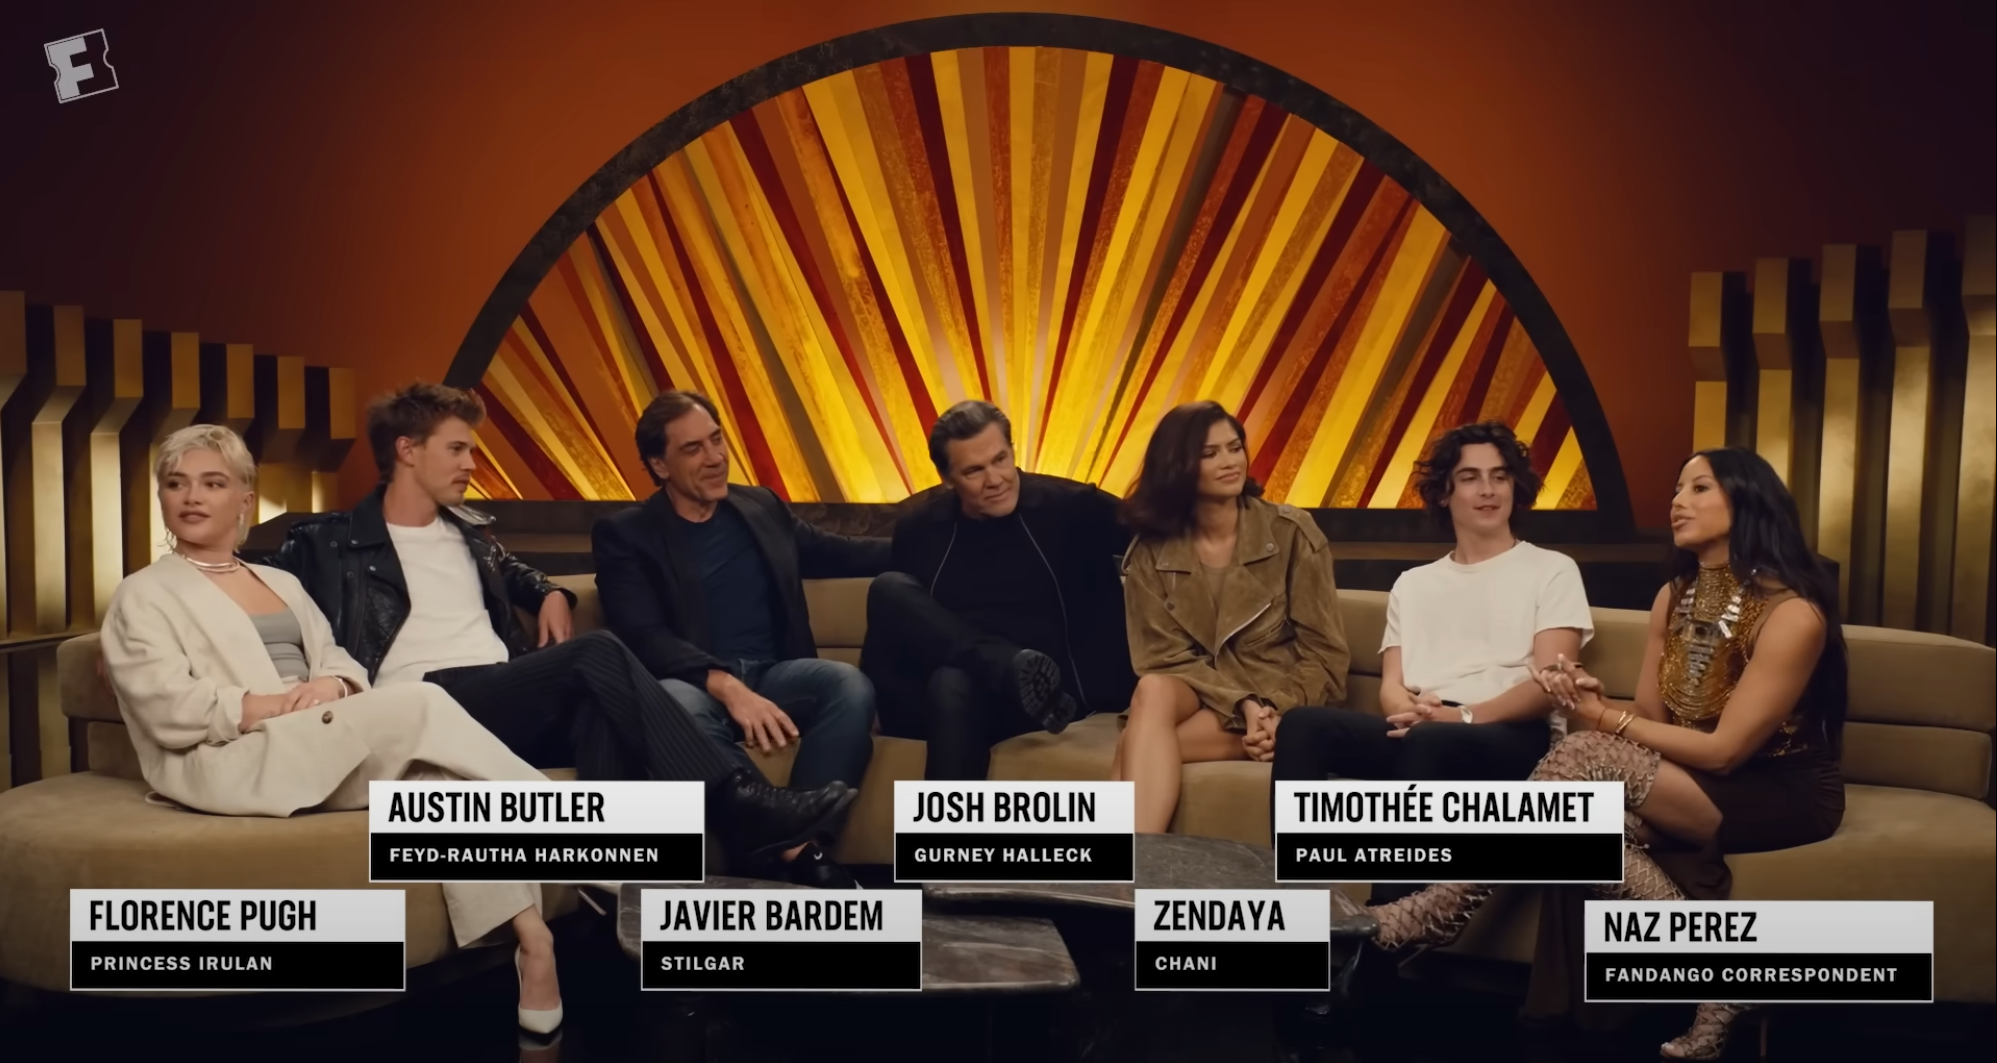 F
AUSTIN BUTLER
FEYD-RAUTHA HARKONNEN
JOSH BROLIN
GURNEY HALLECK
TIMOTHÉE CHALAMET
PAUL ATREIDES
FLORENCE PUGH
PRINCESS IRULAN
JAVIER BARDEM
STILGAR
ZENDAYA
CHANI
NAZ PEREZ
FANDANGO CORRESPONDENT